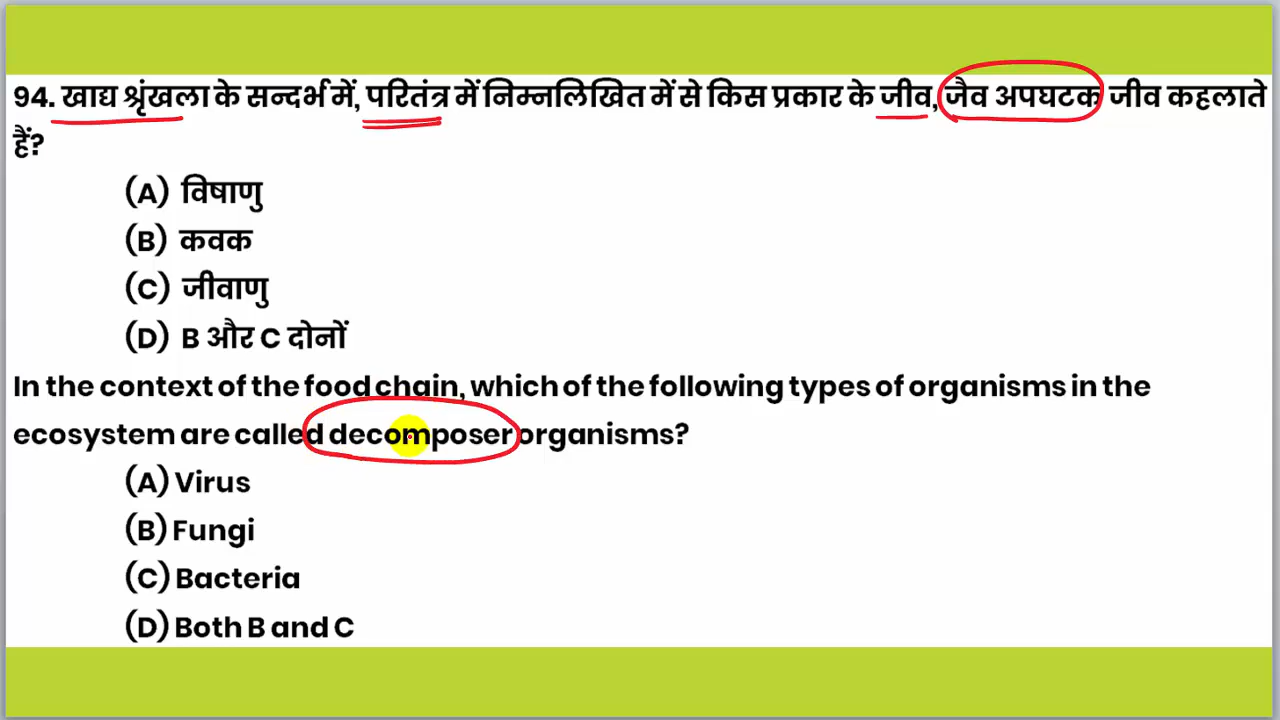 94. खाद्य श्रृंखला के सन्दर्भ में, परितंत्र में निम्नलिखित में से किस प्रकार के जीव, जैव अपघटक जीव कहलाते
हैं?
(A) विषाणु
(B) कवक
(C) जीवाणु
(D) B और C दोनों
In the context of the food chain, which of the following types of organisms in the
ecosystem are called decomposer organisms?
(A) Virus
(B) Fungi
(C) Bacteria
(D) Both B and C